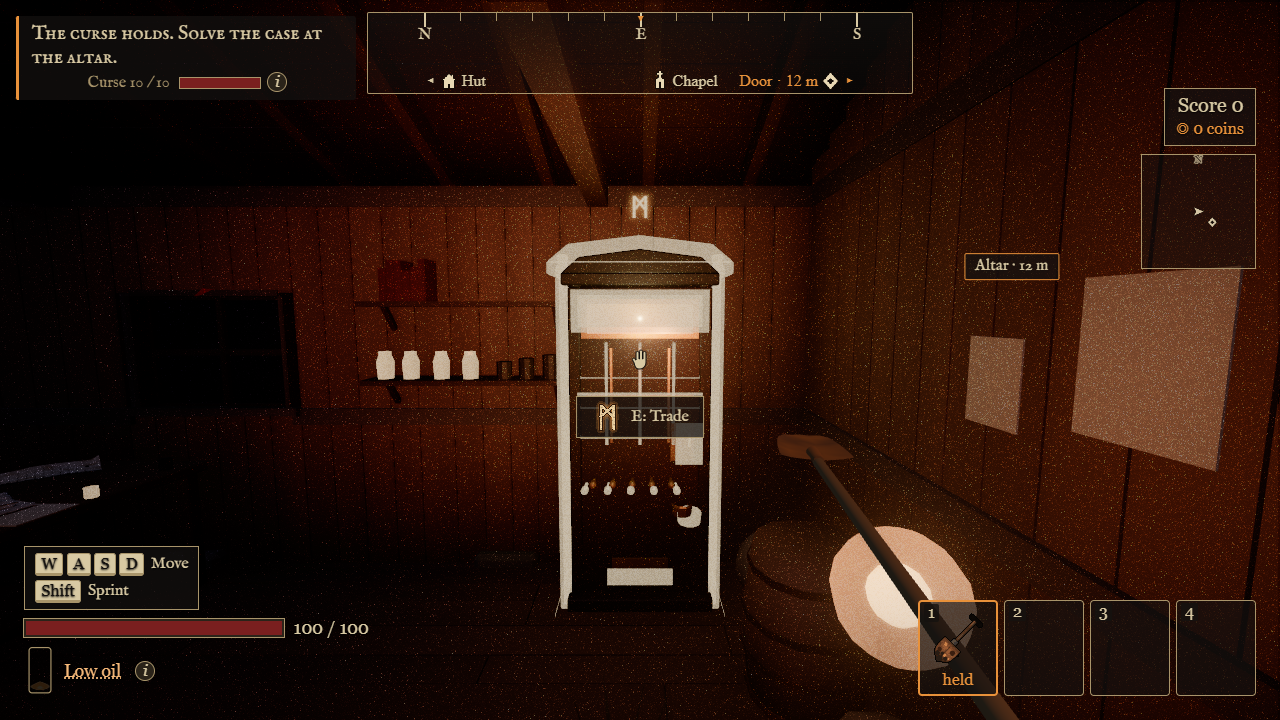 The curse holds. Solve the case at
the altar.
Curse 10 / 10 i
N E S
Hut Chapel Door · 12 m
Score 0
0 coins
Altar · 12 m
E: Trade
W A S D Move
Shift Sprint
100 / 100
Low oil i
1 2 3 4
held